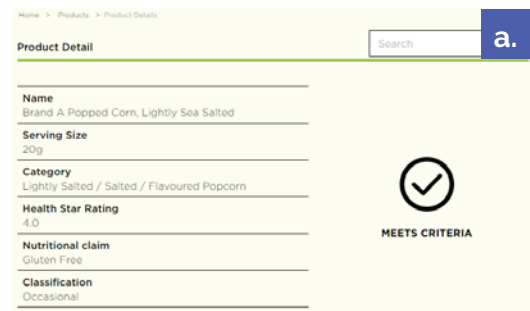 Home > Products > Product Details
Product Detail
Search
a.
Name
Brand A Popped Corn, Lightly Sea Salted
Serving Size
20g
Category
Lightly Salted / Salted / Flavoured Popcorn
Health Star Rating
4.0
Nutritional claim
Gluten Free
Classification
Occasional
MEETS CRITERIA